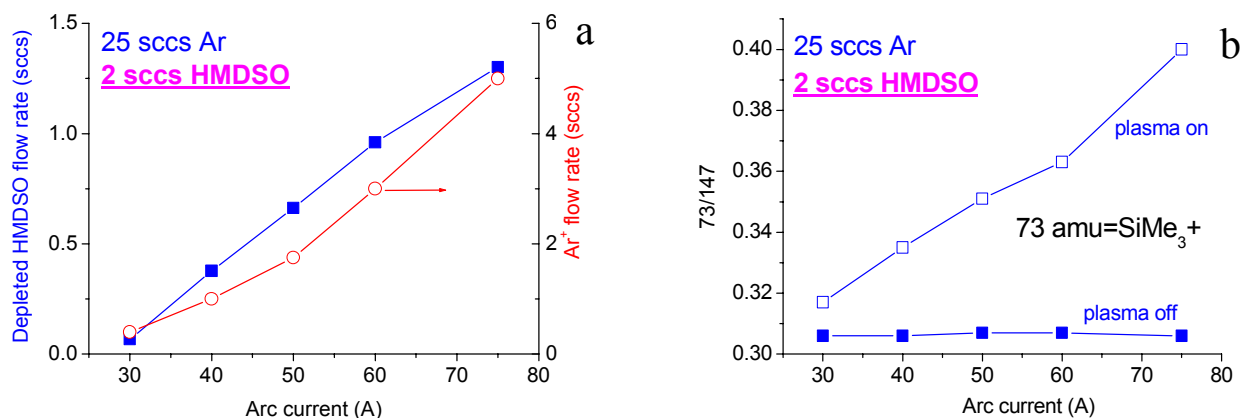 a
25 sccs Ar
2 sccs HMDSO
Depleted HMDSO flow rate (sccs)
1.5
1.0
0.5
0.0
6
4
2
0
Ar+ flow rate (sccs)
30 40 50 60 70 80
Arc current (A)
b
25 sccs Ar
2 sccs HMDSO
73/147
0.40
0.38
0.36
0.34
0.32
0.30
plasma on
73 amu=SiMe3+
plasma off
30 40 50 60 70 80
Arc current (A)